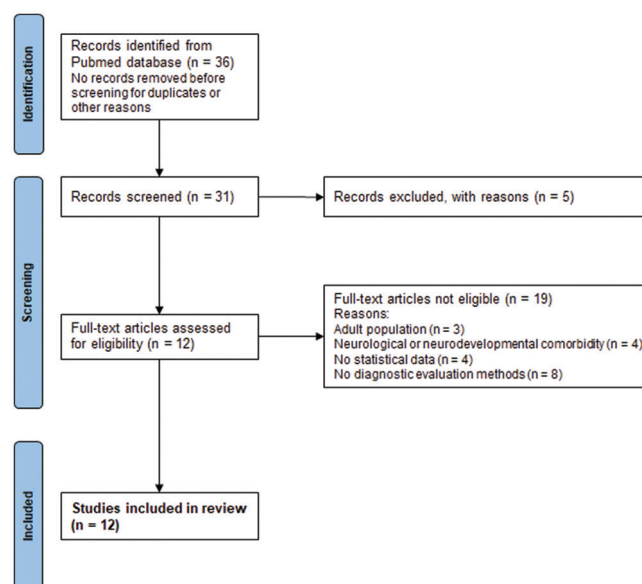 Identification
Records identified from
Pubmed database (n = 36)
No records removed before
screening for duplicates or
other reasons
Screening
Records screened (n = 31)
Records excluded, with reasons (n = 5)
Full-text articles assessed
for eligibility (n = 12)
Full-text articles not eligible (n = 19)
Reasons:
Adult population (n = 3)
Neurological or neurodevelopmental comorbidity (n = 4)
No statistical data (n = 4)
No diagnostic evaluation methods (n = 8)
Included
Studies included in review
(n = 12)